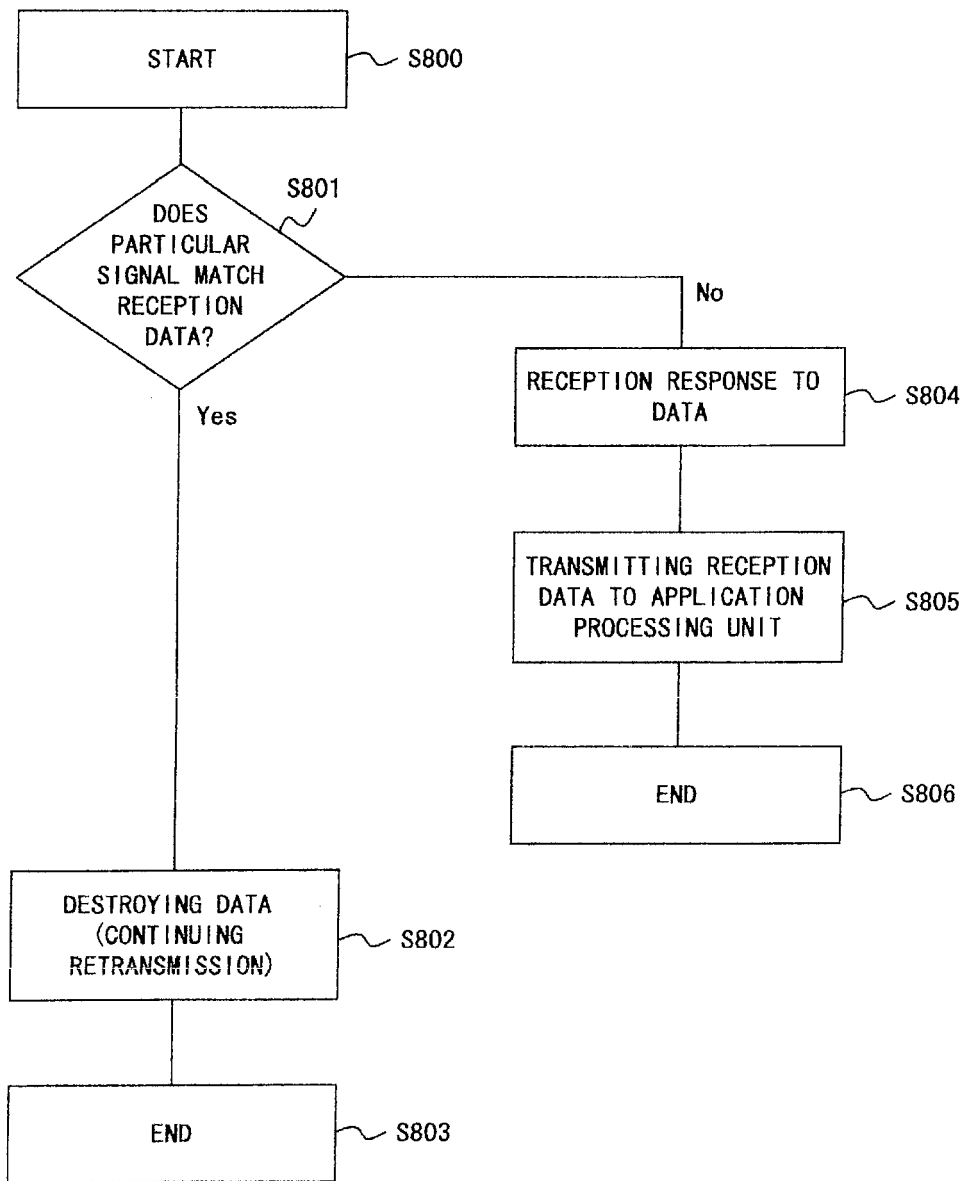 START
S800
S801
DOES
PARTICULAR
SIGNAL MATCH
RECEPTION
DATA?
No
Yes
RECEPTION RESPONSE TO
DATA
S804
TRANSMITTING RECEPTION
DATA TO APPLICATION
PROCESSING UNIT
S805
END
S806
DESTROYING DATA
(CONTINUING
RETRANSMISSION)
S802
END
S803